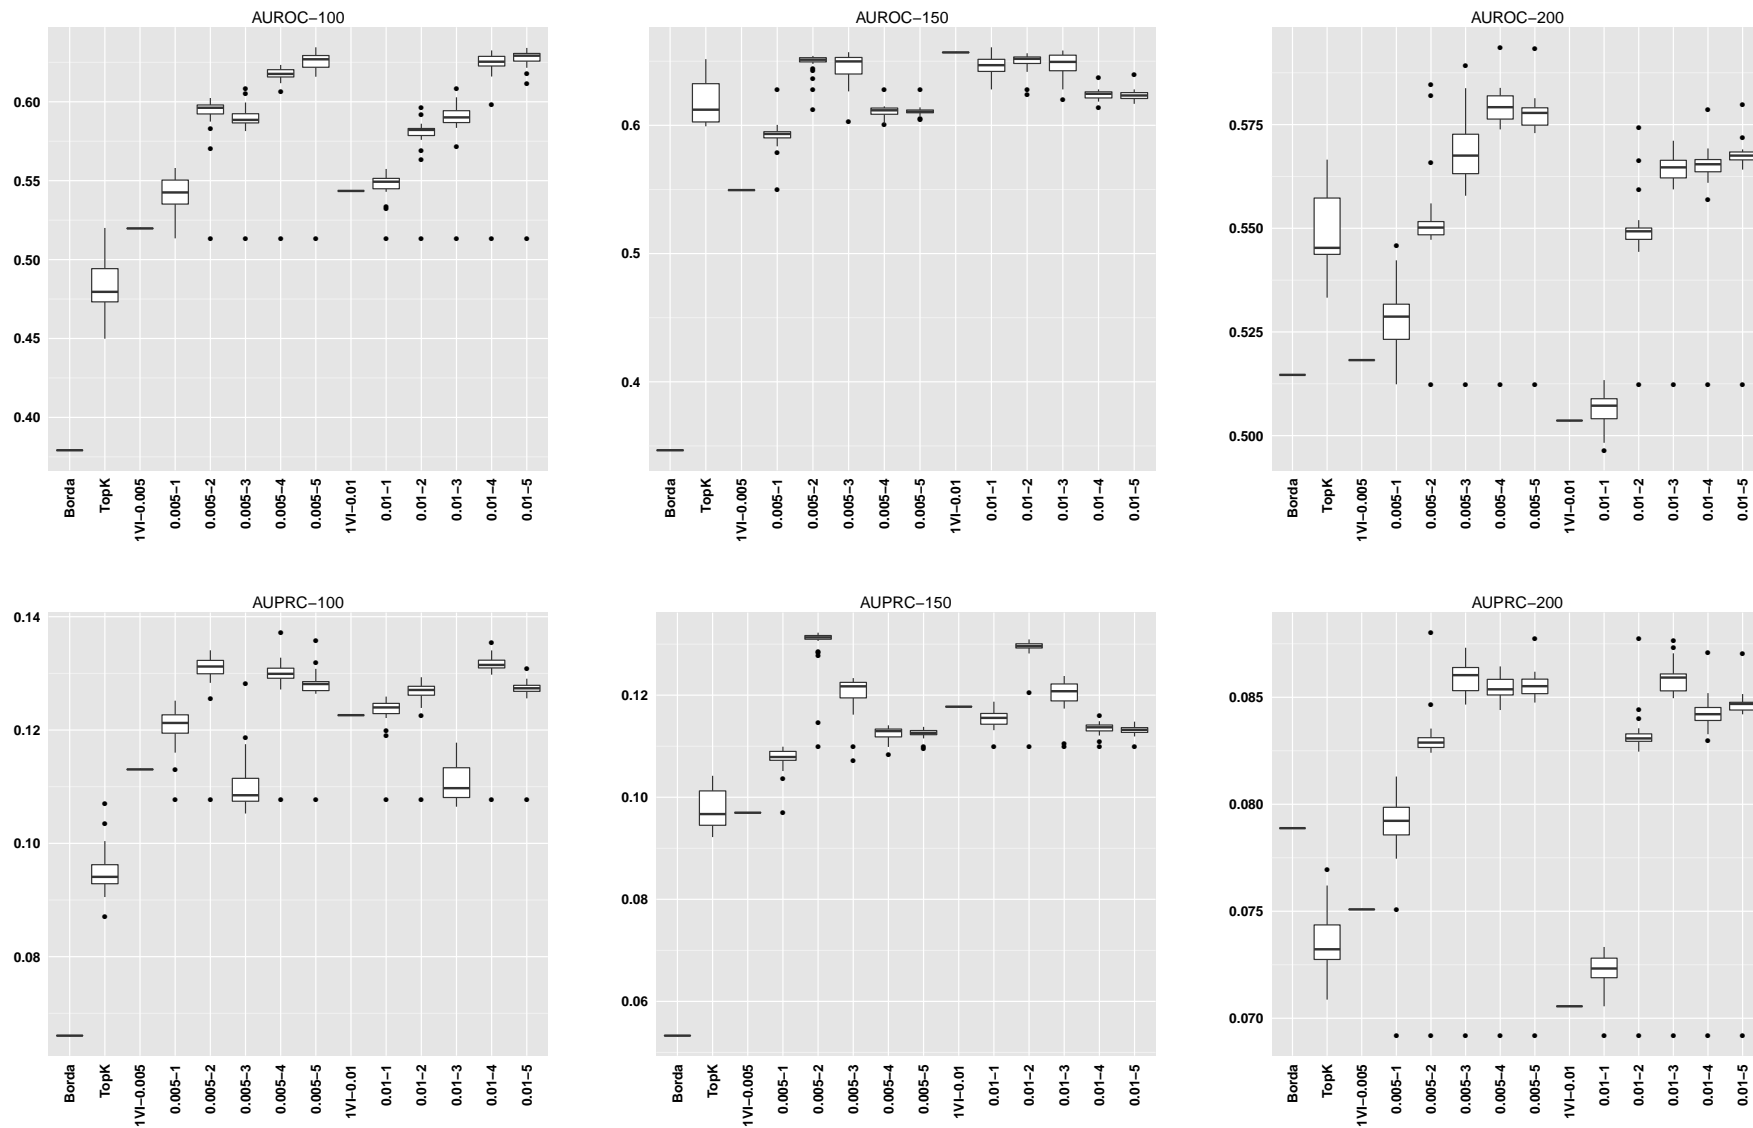 AUROC−100
AUROC−150
AUROC−200
0.60
0.55
0.50
0.45
0.40
0.6
0.5
0.4
0.575
0.550
0.525
0.500
Borda
TopK
1VI−0.005
0.005−1
0.005−2
0.005−3
0.005−4
0.005−5
1VI−0.01
0.01−1
0.01−2
0.01−3
0.01−4
0.01−5
Borda
TopK
1VI−0.005
0.005−1
0.005−2
0.005−3
0.005−4
0.005−5
1VI−0.01
0.01−1
0.01−2
0.01−3
0.01−4
0.01−5
Borda
TopK
1VI−0.005
0.005−1
0.005−2
0.005−3
0.005−4
0.005−5
1VI−0.01
0.01−1
0.01−2
0.01−3
0.01−4
0.01−5
AUPRC−100
AUPRC−150
AUPRC−200
0.14
0.12
0.10
0.08
0.12
0.10
0.08
0.06
0.085
0.080
0.075
0.070
Borda
TopK
1VI−0.005
0.005−1
0.005−2
0.005−3
0.005−4
0.005−5
1VI−0.01
0.01−1
0.01−2
0.01−3
0.01−4
0.01−5
Borda
TopK
1VI−0.005
0.005−1
0.005−2
0.005−3
0.005−4
0.005−5
1VI−0.01
0.01−1
0.01−2
0.01−3
0.01−4
0.01−5
Borda
TopK
1VI−0.005
0.005−1
0.005−2
0.005−3
0.005−4
0.005−5
1VI−0.01
0.01−1
0.01−2
0.01−3
0.01−4
0.01−5